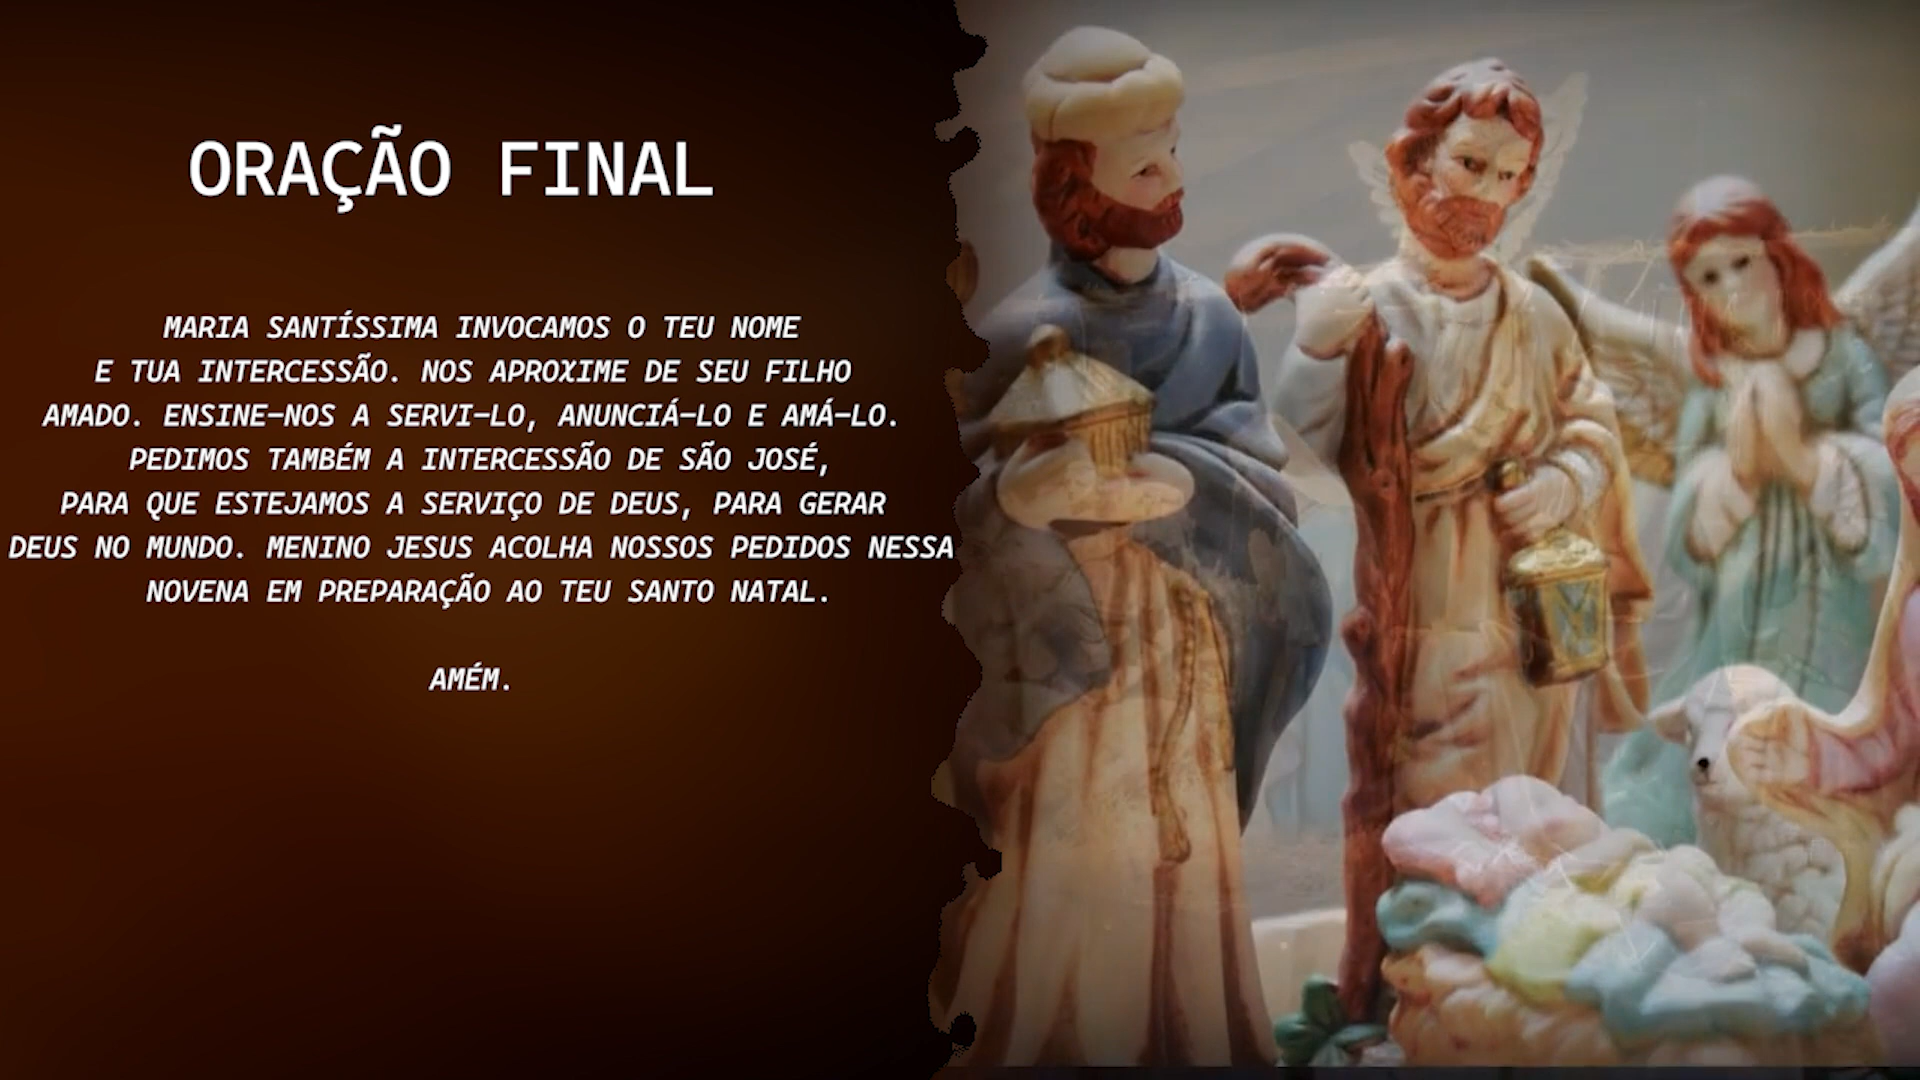 ORAÇÃO FINAL
MARIA SANTÍSSIMA INVOCAMOS O TEU NOME
E TUA INTERCESSÃO. NOS APROXIME DE SEU FILHO
AMADO. ENSINE-NOS A SERVI-LO, ANUNCIÁ-LO E AMÁ-LO.
PEDIMOS TAMBÉM A INTERCESSÃO DE SÃO JOSÉ,
PARA QUE ESTEJAMOS A SERVIÇO DE DEUS, PARA GERAR
DEUS NO MUNDO. MENINO JESUS ACOLHA NOSSOS PEDIDOS NESSA
NOVENA EM PREPARAÇÃO AO TEU SANTO NATAL.
AMÉM.